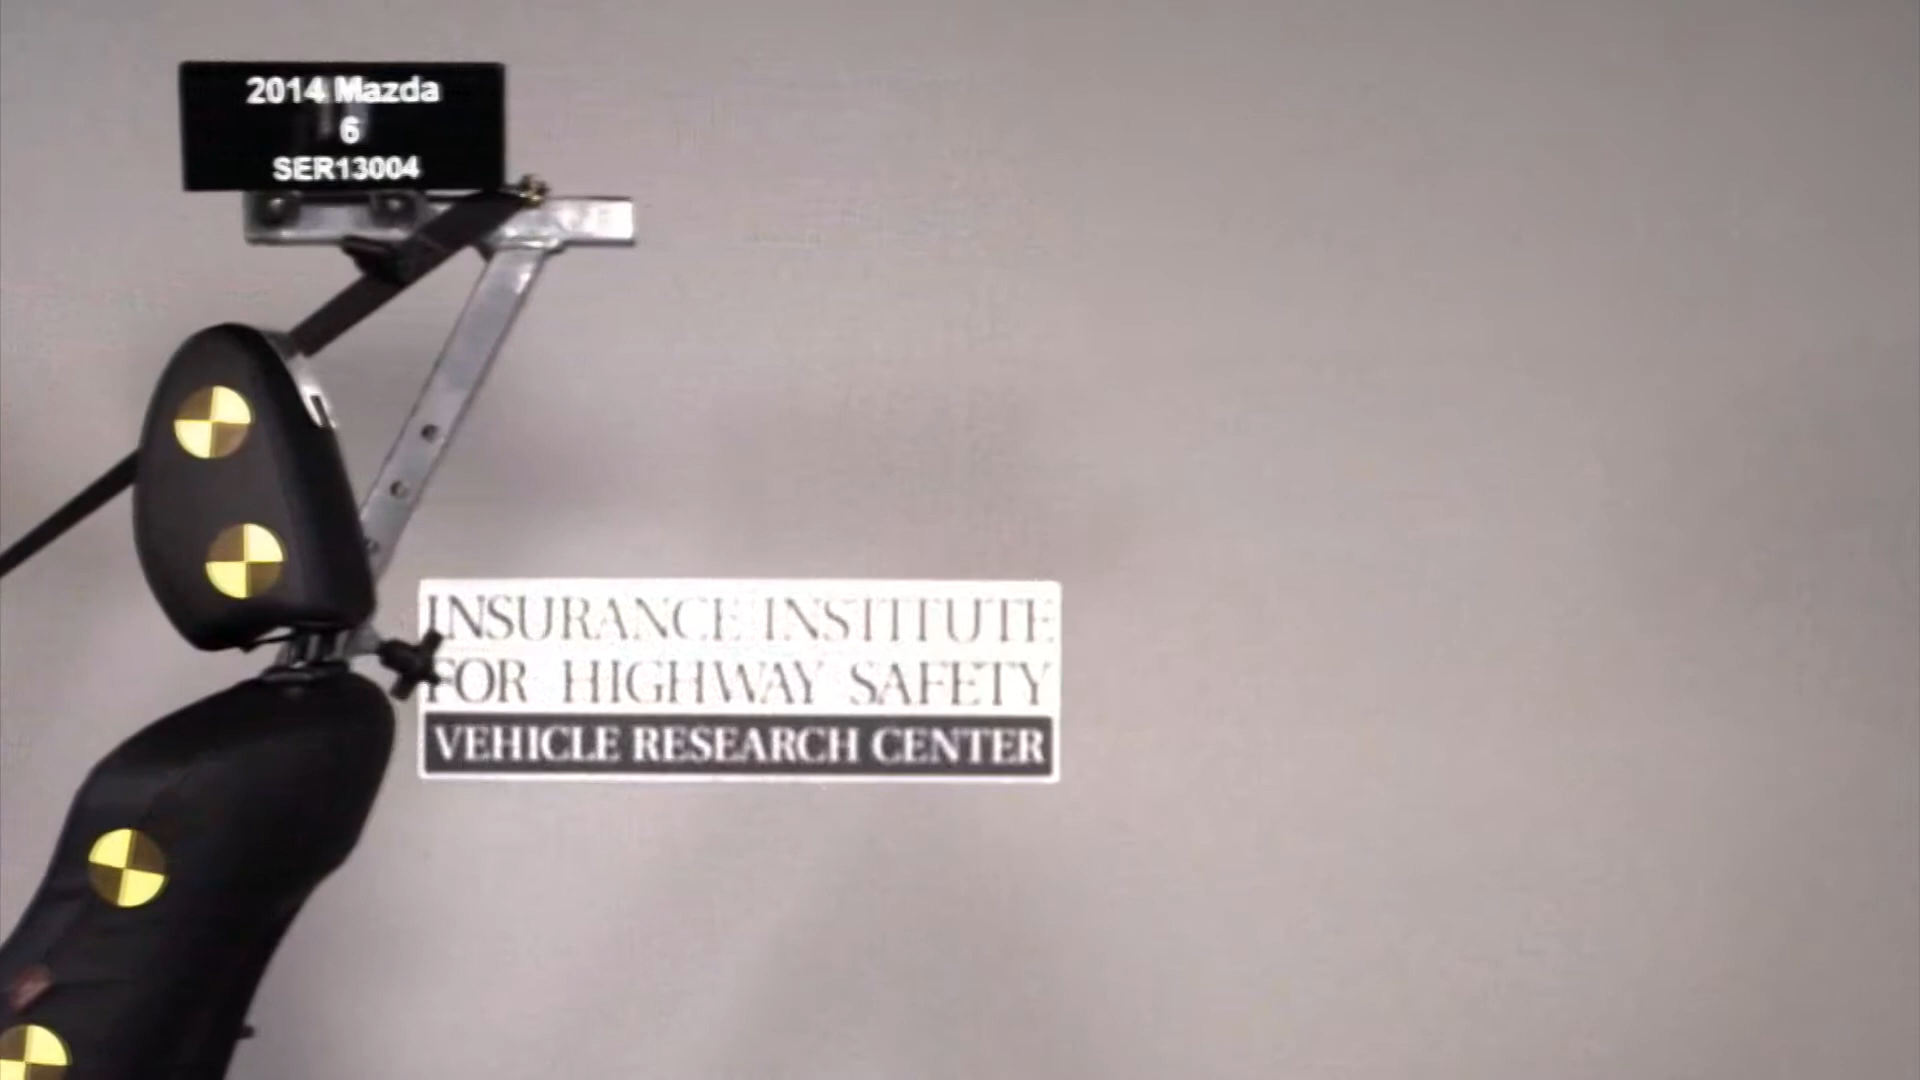 2014 Mazda
6
SER13004
INSURANCE INSTITUTE
FOR HIGHWAY SAFETY
VEHICLE RESEARCH CENTER